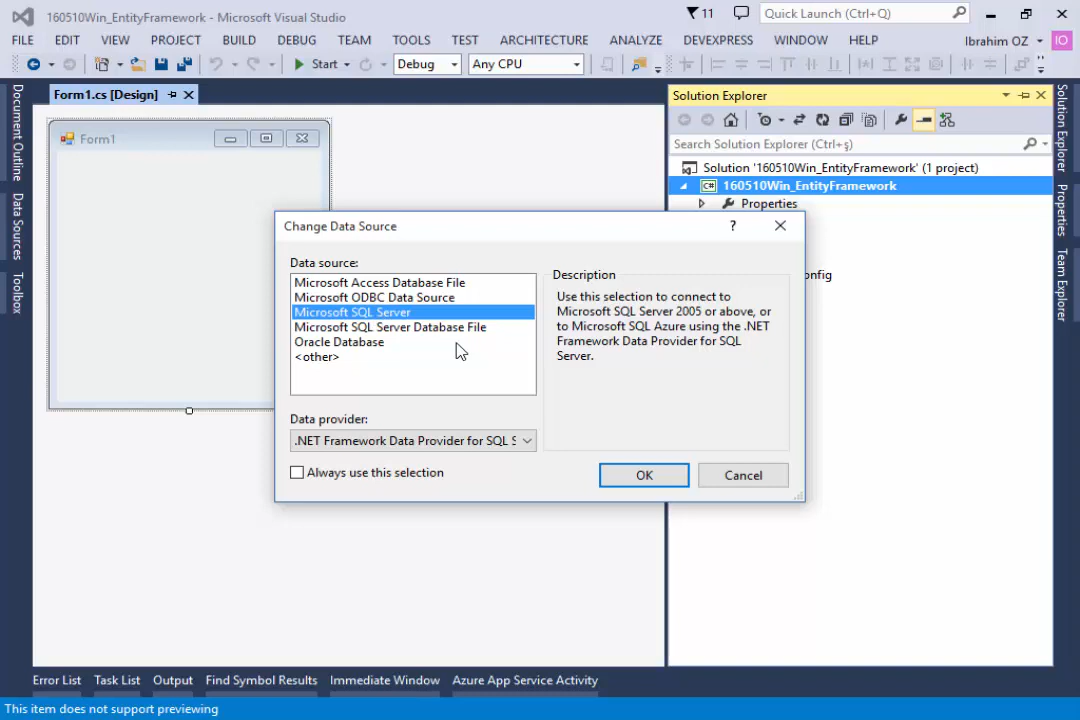 160510Win_EntityFramework - Microsoft Visual Studio
11
Quick Launch (Ctrl+Q)
FILE EDIT VIEW PROJECT BUILD DEBUG TEAM TOOLS TEST ARCHITECTURE ANALYZE DEVEXPRESS WINDOW HELP
Ibrahim OZ
IO
Start
Debug
Any CPU
Document Outline
Data Sources
Toolbox
Form1.cs [Design]
Form1
Solution Explorer
Search Solution Explorer (Ctrl+ş)
Solution '160510Win_EntityFramework' (1 project)
C# 160510Win_EntityFramework
Properties
onfig
Solution Explorer
Properties
Team Explorer
Change Data Source
?
Data source:
Microsoft Access Database File
Microsoft ODBC Data Source
Microsoft SQL Server
Microsoft SQL Server Database File
Oracle Database
<other>
Description
Use this selection to connect to
Microsoft SQL Server 2005 or above, or
to Microsoft SQL Azure using the .NET
Framework Data Provider for SQL
Server.
Data provider:
.NET Framework Data Provider for SQL S
Always use this selection
OK
Cancel
Error List Task List Output Find Symbol Results Immediate Window Azure App Service Activity
This item does not support previewing